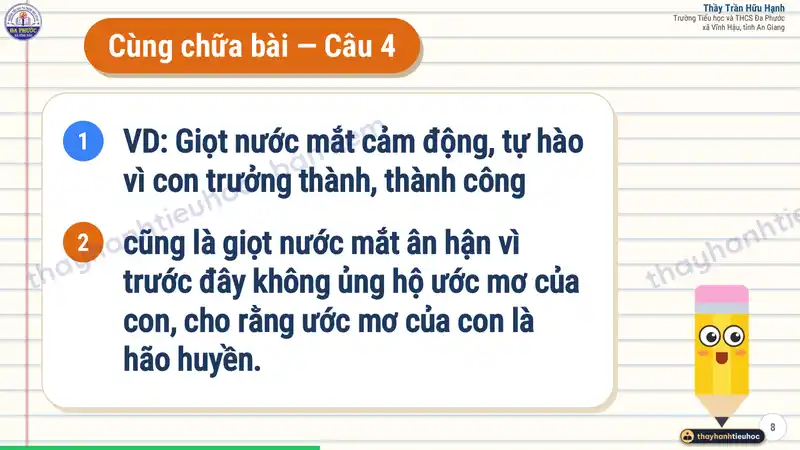 Thầy Trần Hữu Hạnh
Trường Tiểu học và THCS Đa Phước
xã Vĩnh Hậu, tỉnh An Giang
ĐA PHƯỚC
Cùng chữa bài – Câu 4
1 VD: Giọt nước mắt cảm động, tự hào
vì con trưởng thành, thành công
2 cũng là giọt nước mắt ân hận vì
trước đây không ủng hộ ước mơ của
con, cho rằng ước mơ của con là
hão huyền.
thayhanhtieuhoc
8